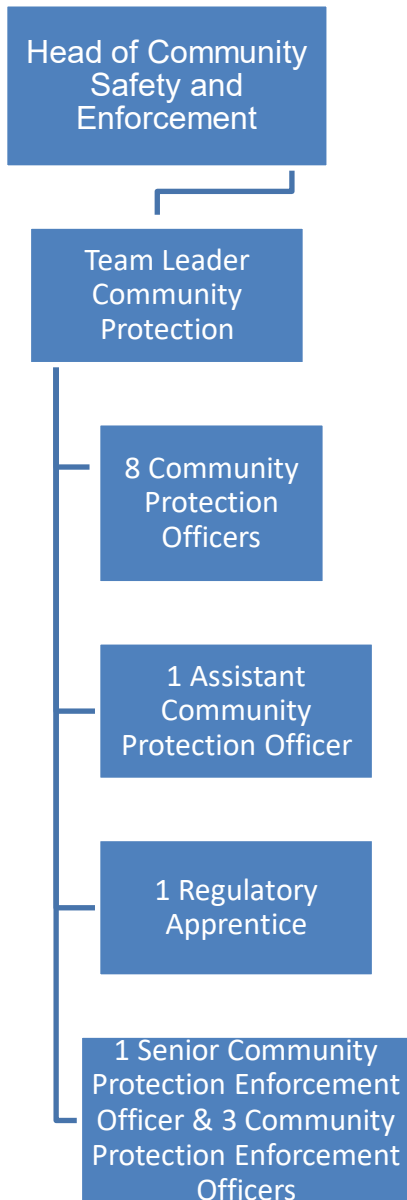 Head of Community
Safety and
Enforcement
Team Leader
Community
Protection
8 Community
Protection
Officers
1 Assistant
Community
Protection Officer
1 Regulatory
Apprentice
1 Senior Community
Protection Enforcement
Officer & 3 Community
Protection Enforcement
Officers